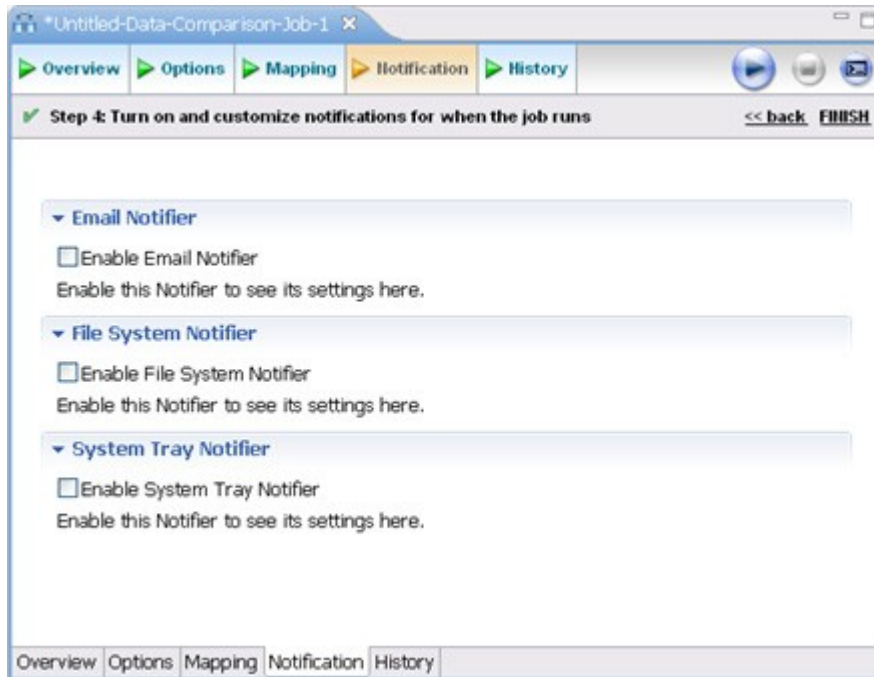 *Untitled-Data-Comparison-Job-1
Overview Options Mapping Notification History
Step 4: Turn on and customize notifications for when the job runs << back FINISH
Email Notifier
Enable Email Notifier
Enable this Notifier to see its settings here.
File System Notifier
Enable File System Notifier
Enable this Notifier to see its settings here.
System Tray Notifier
Enable System Tray Notifier
Enable this Notifier to see its settings here.
Overview Options Mapping Notification History